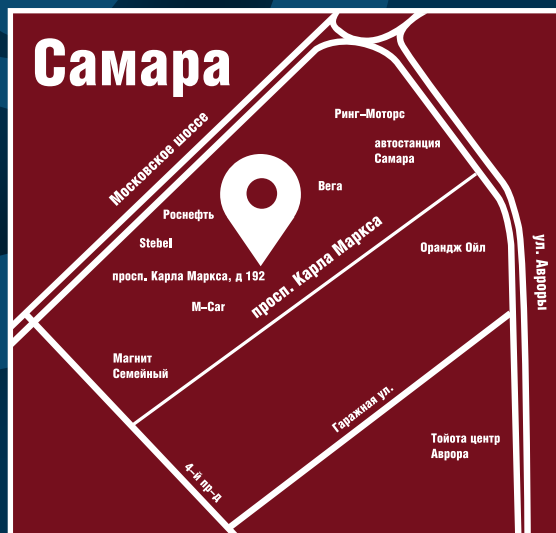 Самара
Московское шоссе
Ринг-Моторс
автостанция
Самара
Вега
Роснефть
Stebel
просп. Карла Маркса, д 192
просп. Карла Маркса
M-Car
Орандж Ойл
ул. Авроры
Магнит
Семейный
Гаражная ул.
Тойота центр
Аврора
4-й пр-д